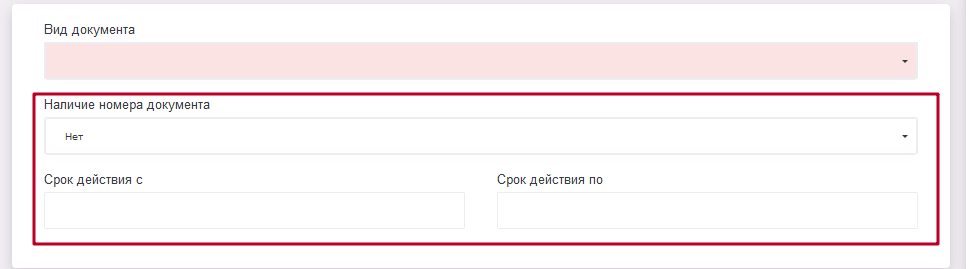 Вид документа
Наличие номера документа
Нет
Срок действия с
Срок действия по